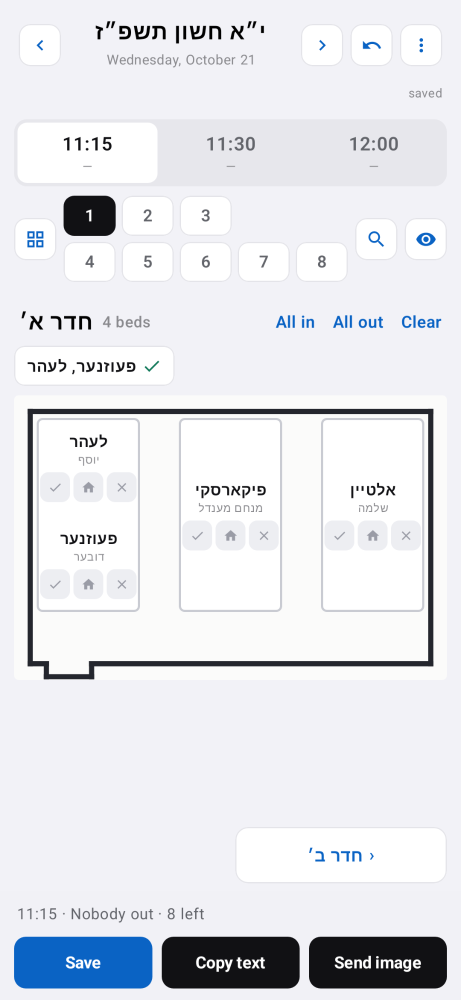 י״א חשון תשפ״ז
Wednesday, October 21
saved
11:15
—
11:30
—
12:00
—
1 2 3
4 5 6 7 8
חדר א׳ 4 beds All in All out Clear
פעוזנער, לעהר
לעהר
יוסף
פעוזנער
דובער
פיקארסקי
מנחם מענדל
אלטיין
שלמה
חדר ב׳ ›
11:15 · Nobody out · 8 left
Save Copy text Send image